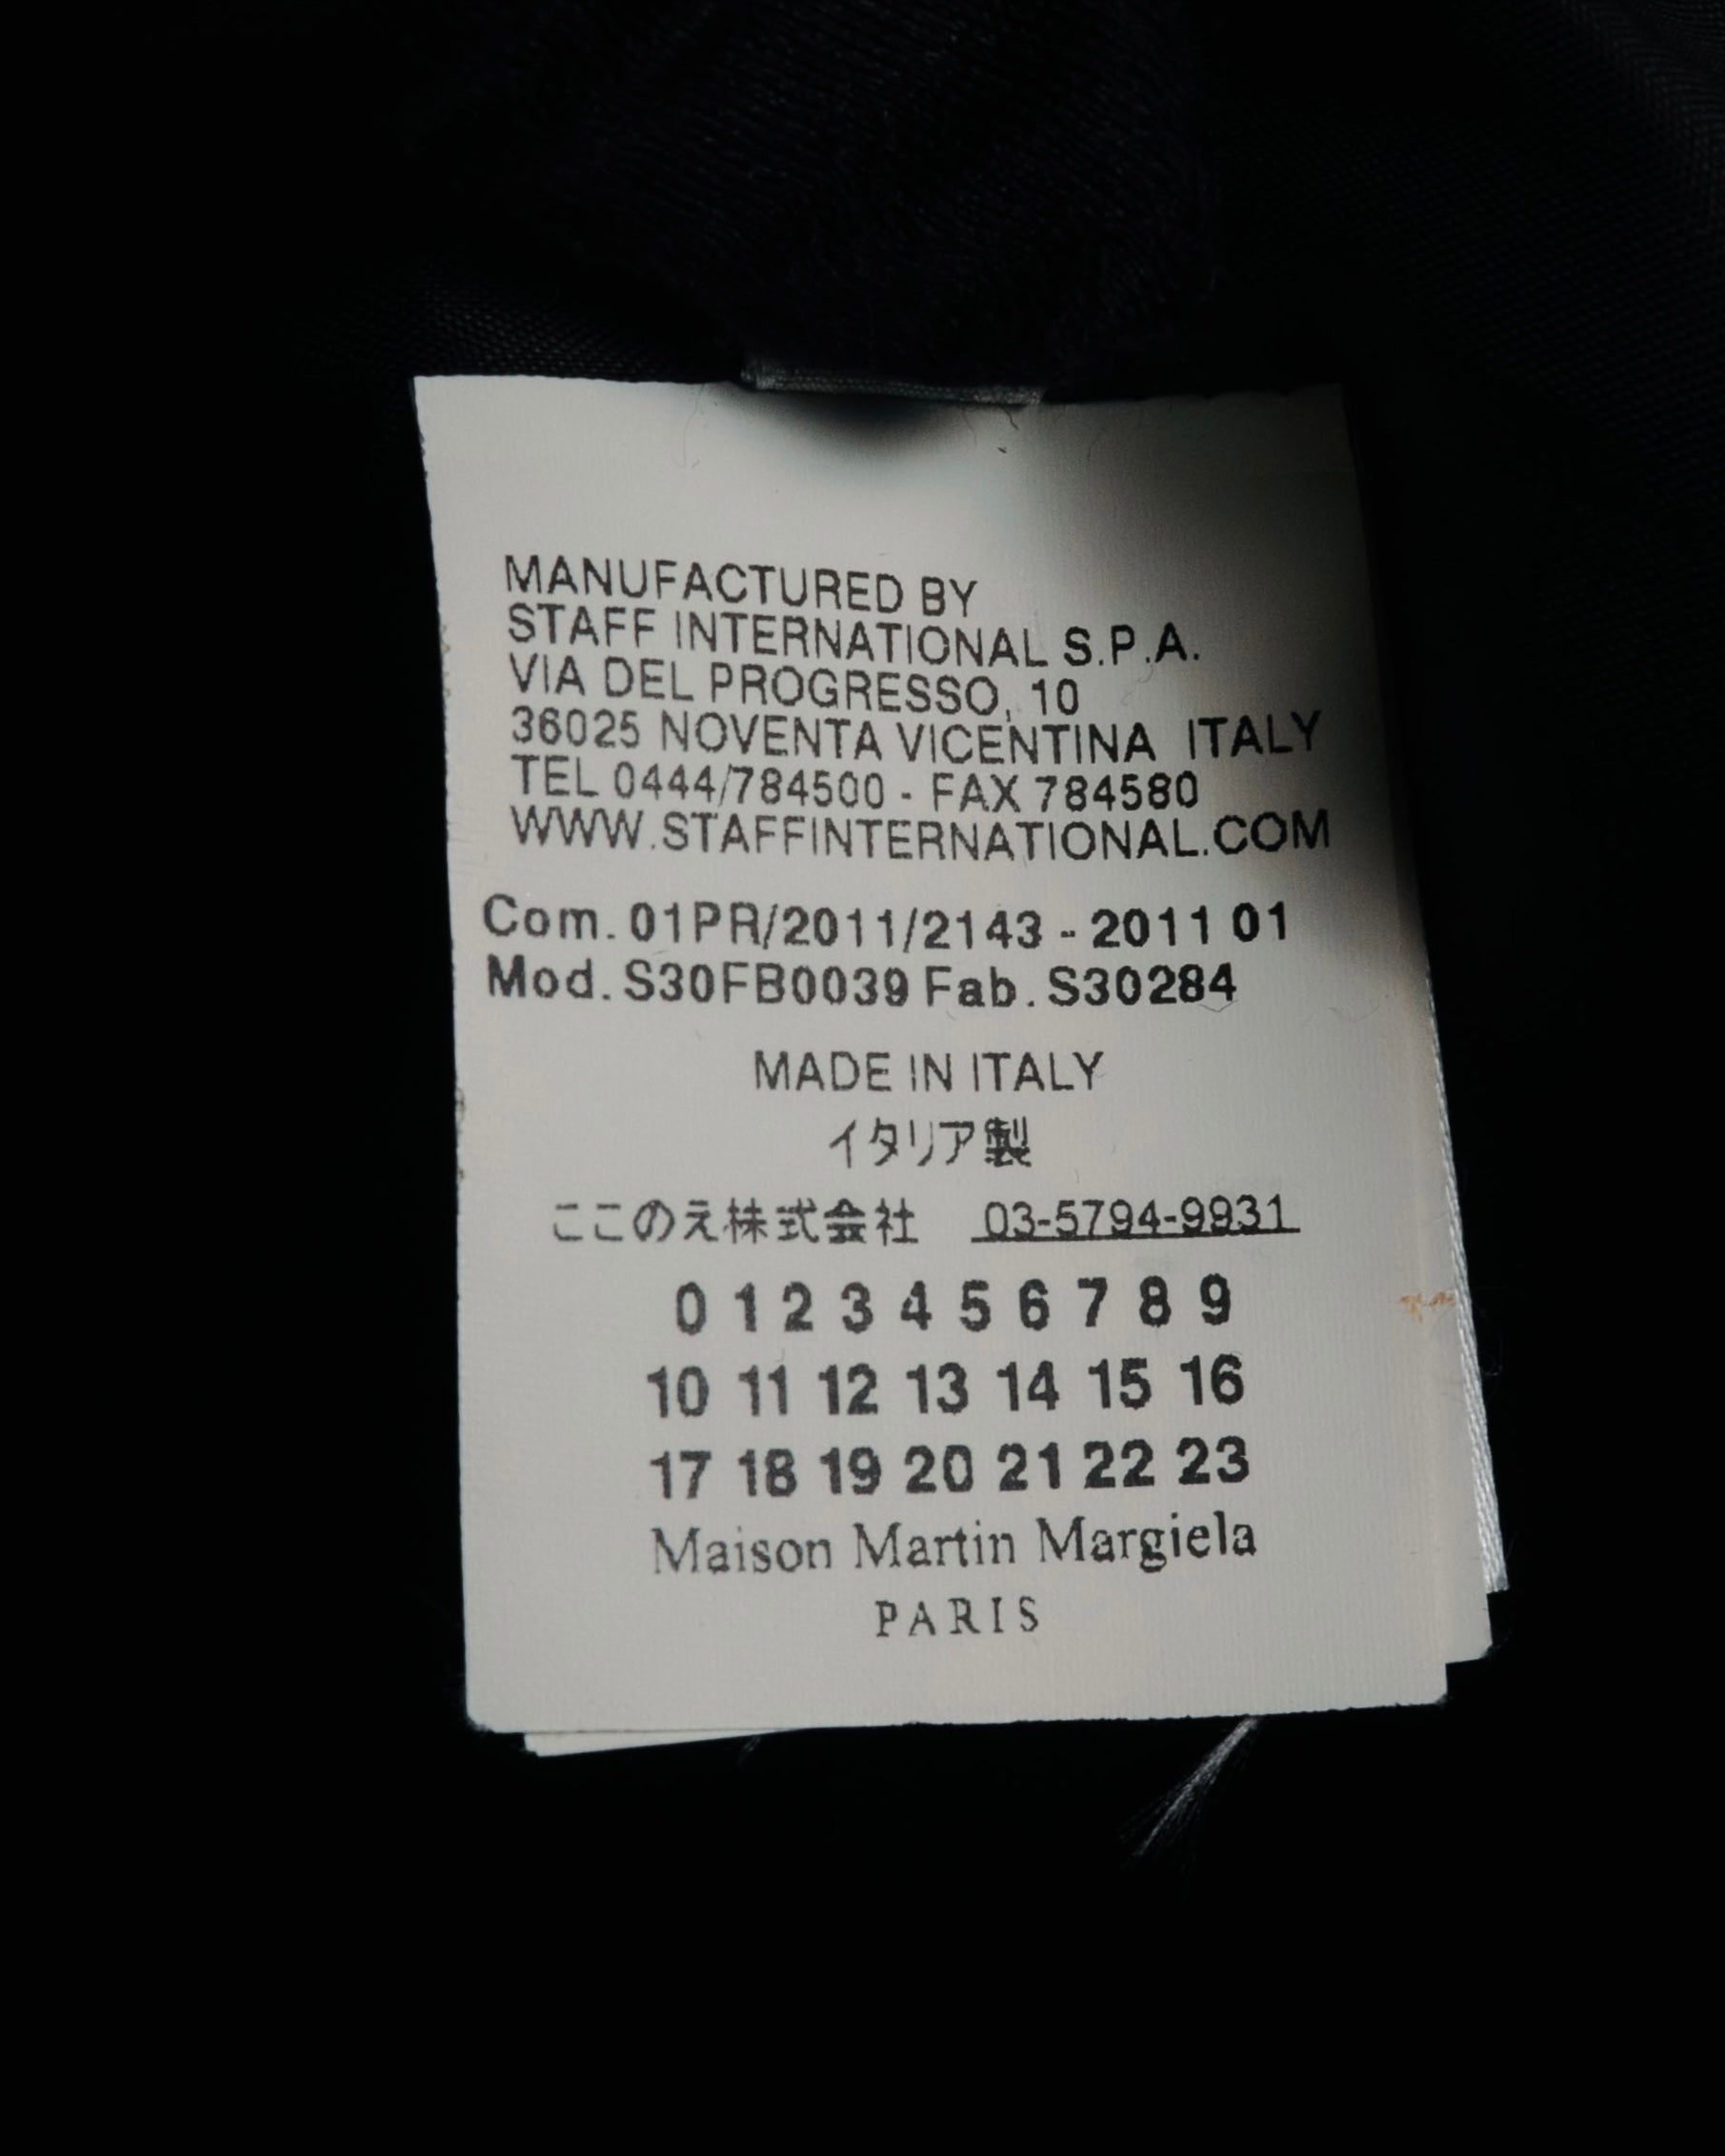 MANUFACTURED BY
STAFF INTERNATIONAL S.P.A.
VIA DEL PROGRESSO, 10
36025 NOVENTA VICENTINA ITALY
TEL 0444/784500 - FAX 784580
WWW.STAFFINTERNATIONAL.COM
Com. 01PR/2011/2143 - 2011 01
Mod. S30FB0039 Fab. S30284
MADE IN ITALY
イタリア製
ここのえ株式会社 03-5794-9931
0 1 2 3 4 5 6 7 8 9
10 11 12 13 14 15 16
17 18 19 20 21 22 23
Maison Martin Margiela
PARIS